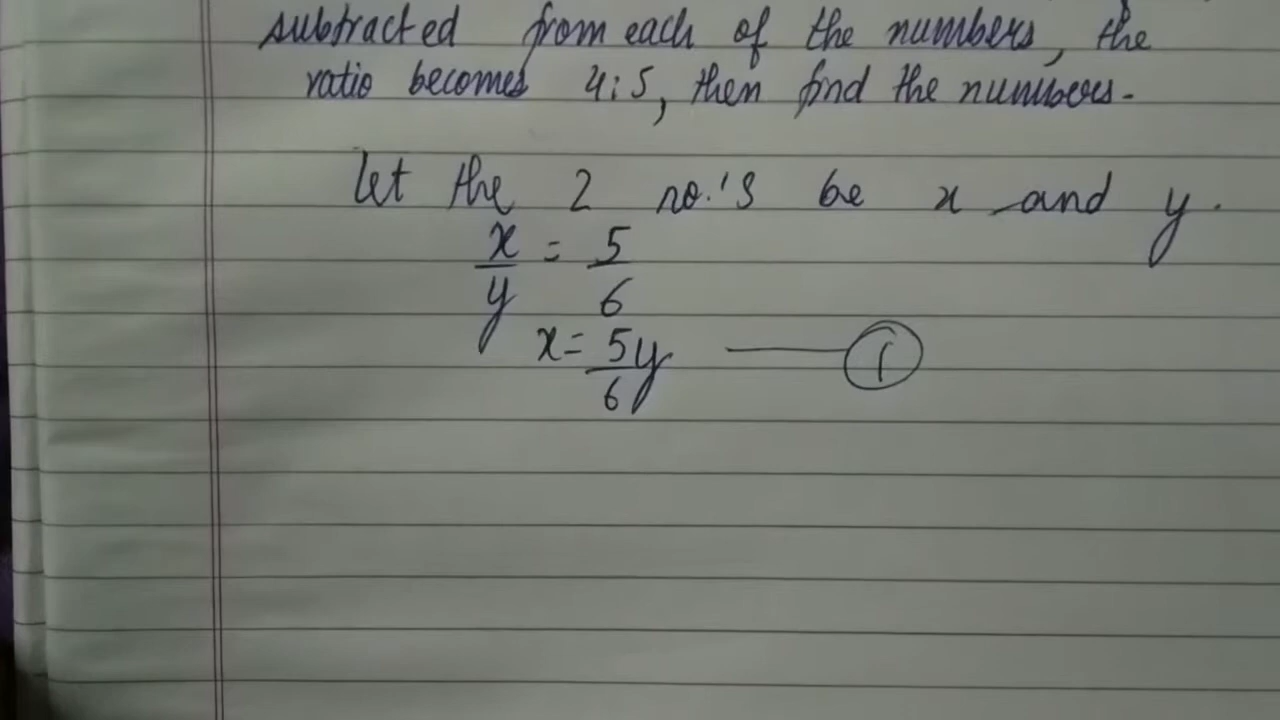 subtracted from each of the numbers, the
ratio becomes 4:5, then find the numbers.
Let the 2 no.'s be x and y.
x/y = 5/6
x = 5y/6 —— 1